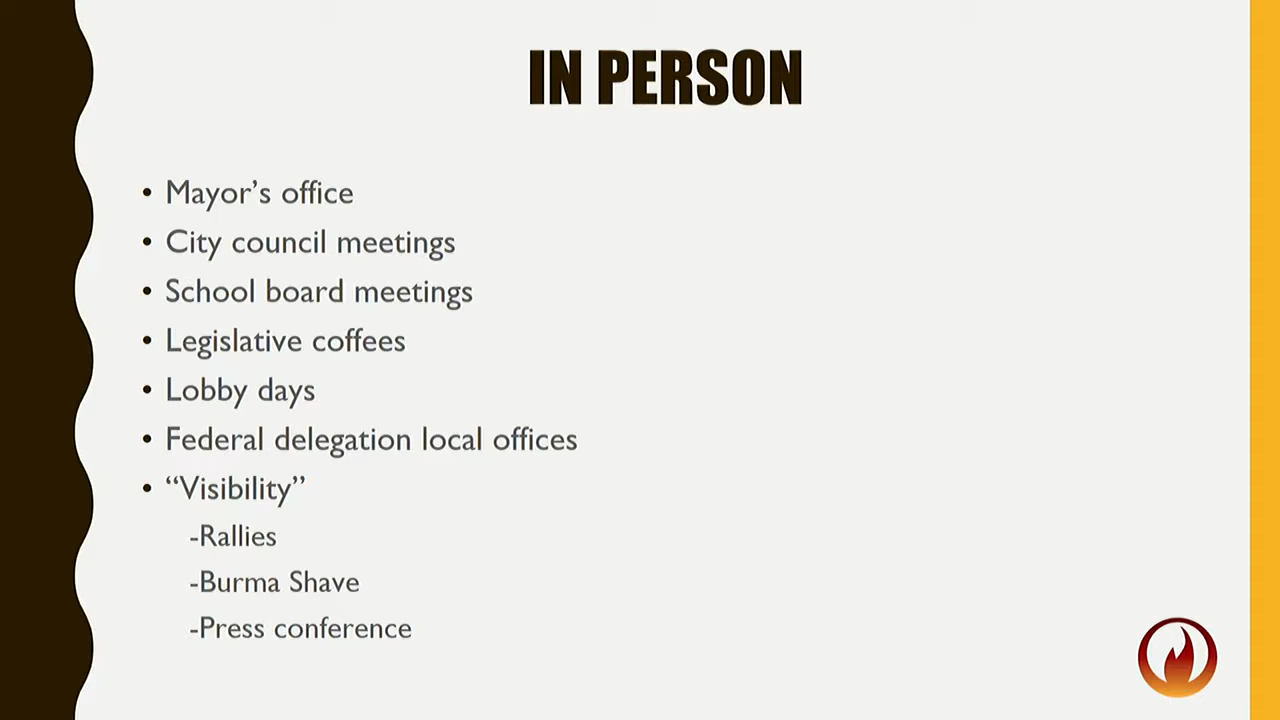 IN PERSON
• Mayor’s office
• City council meetings
• School board meetings
• Legislative coffees
• Lobby days
• Federal delegation local offices
• “Visibility”
-Rallies
-Burma Shave
-Press conference